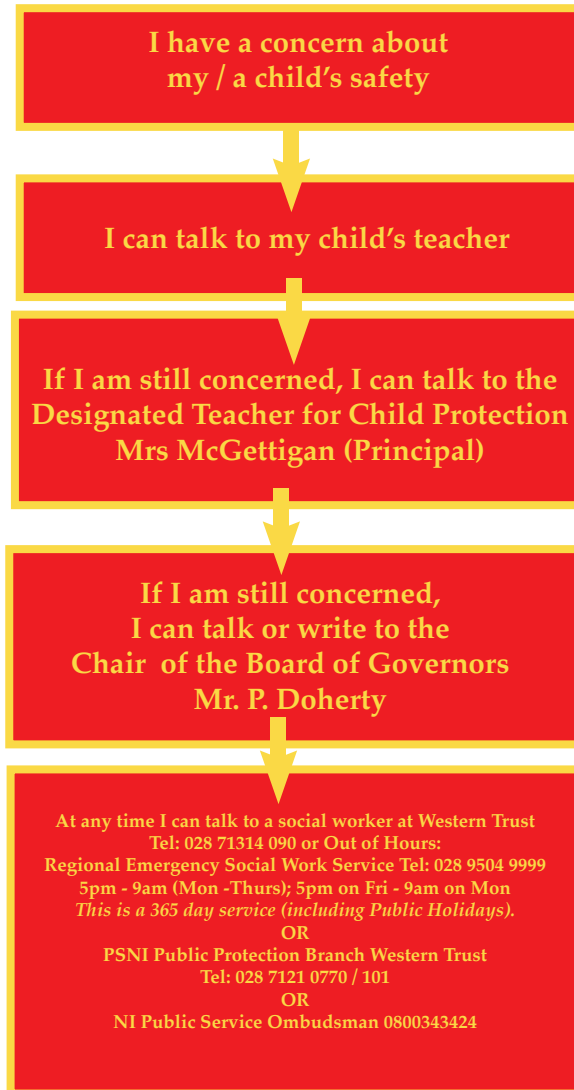 I have a concern about
my / a child's safety
I can talk to my child's teacher
If I am still concerned, I can talk to the
Designated Teacher for Child Protection
Mrs McGettigan (Principal)
If I am still concerned,
I can talk or write to the
Chair of the Board of Governors
Mr. P. Doherty
At any time I can talk to a social worker at Western Trust
Tel: 028 71314 090 or Out of Hours:
Regional Emergency Social Work Service Tel: 028 9504 9999
5pm - 9am (Mon -Thurs); 5pm on Fri - 9am on Mon
This is a 365 day service (including Public Holidays).
OR
PSNI Public Protection Branch Western Trust
Tel: 028 7121 0770 / 101
OR
NI Public Service Ombudsman 0800343424